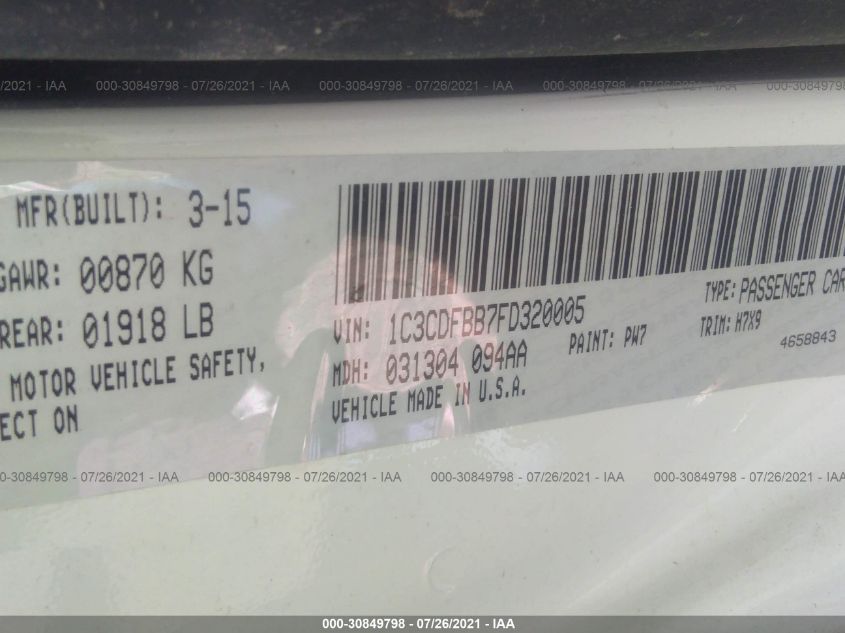 /2021 - IAA 000-30849798 - 07/26/2021 - IAA 000-30849798 - 07/26/2021 - IAA 000-30849798 - 07/26/2021 - IAA 000-30849798
MFR(BUILT): 3-15
GAWR: 00870 KG
REAR: 01918 LB
MOTOR VEHICLE SAFETY,
ECT ON
VIN: 1C3CDFBB7FD320005 TYPE: PASSENGER CAR
MDH: 031304 094AA PAINT: PW7 TRIM: H7X9
VEHICLE MADE IN U.S.A. 4658843
0-30849798 - 07/26/2021 - IAA 000-30849798 - 07/26/2021 - IAA 000-30849798 - 07/26/2021 - IAA 000-30849798 - 07/26/2021 - IAA
000-30849798 - 07/26/2021 - IAA